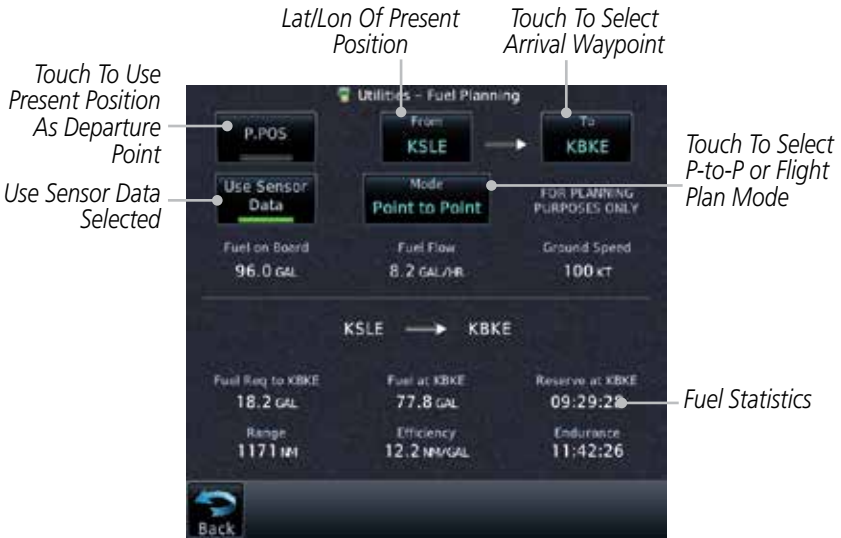 Lat/Lon Of Present
Position
Touch To Select
Arrival Waypoint
Touch To Use
Present Position
As Departure
Point
Use Sensor Data
Selected
Touch To Select
P-to-P or Flight
Plan Mode
Fuel Statistics
Utilities – Fuel Planning
P.POS
From
KSLE
To
KBKE
Use Sensor
Data
Mode
Point to Point
FOR PLANNING
PURPOSES ONLY
Fuel on Board
Fuel Flow
Ground Speed
96.0 GAL
8.2 GAL/HR
100 KT
KSLE
KBKE
Fuel Req to KBKE
Fuel at KBKE
Reserve at KBKE
18.2 GAL
77.8 GAL
09:29:28
Range
Efficiency
Endurance
1171 NM
12.2 NM/GAL
11:42:26
Back